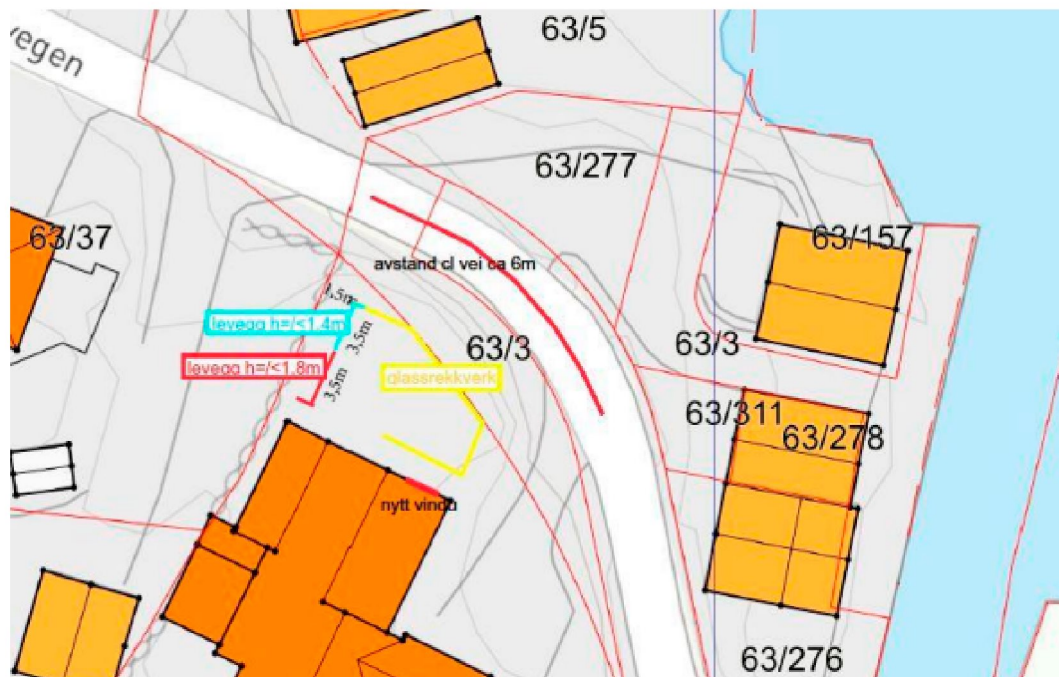 vegen
63/5
63/277
63/37
63/157
avstand cl vei ca 6m
1,5m
levegg h=/<1.4m
3,5m
63/3
63/3
levegg h=/<1.8m
glassrekkverk
3,5m
63/311
63/278
nytt vindu
63/276